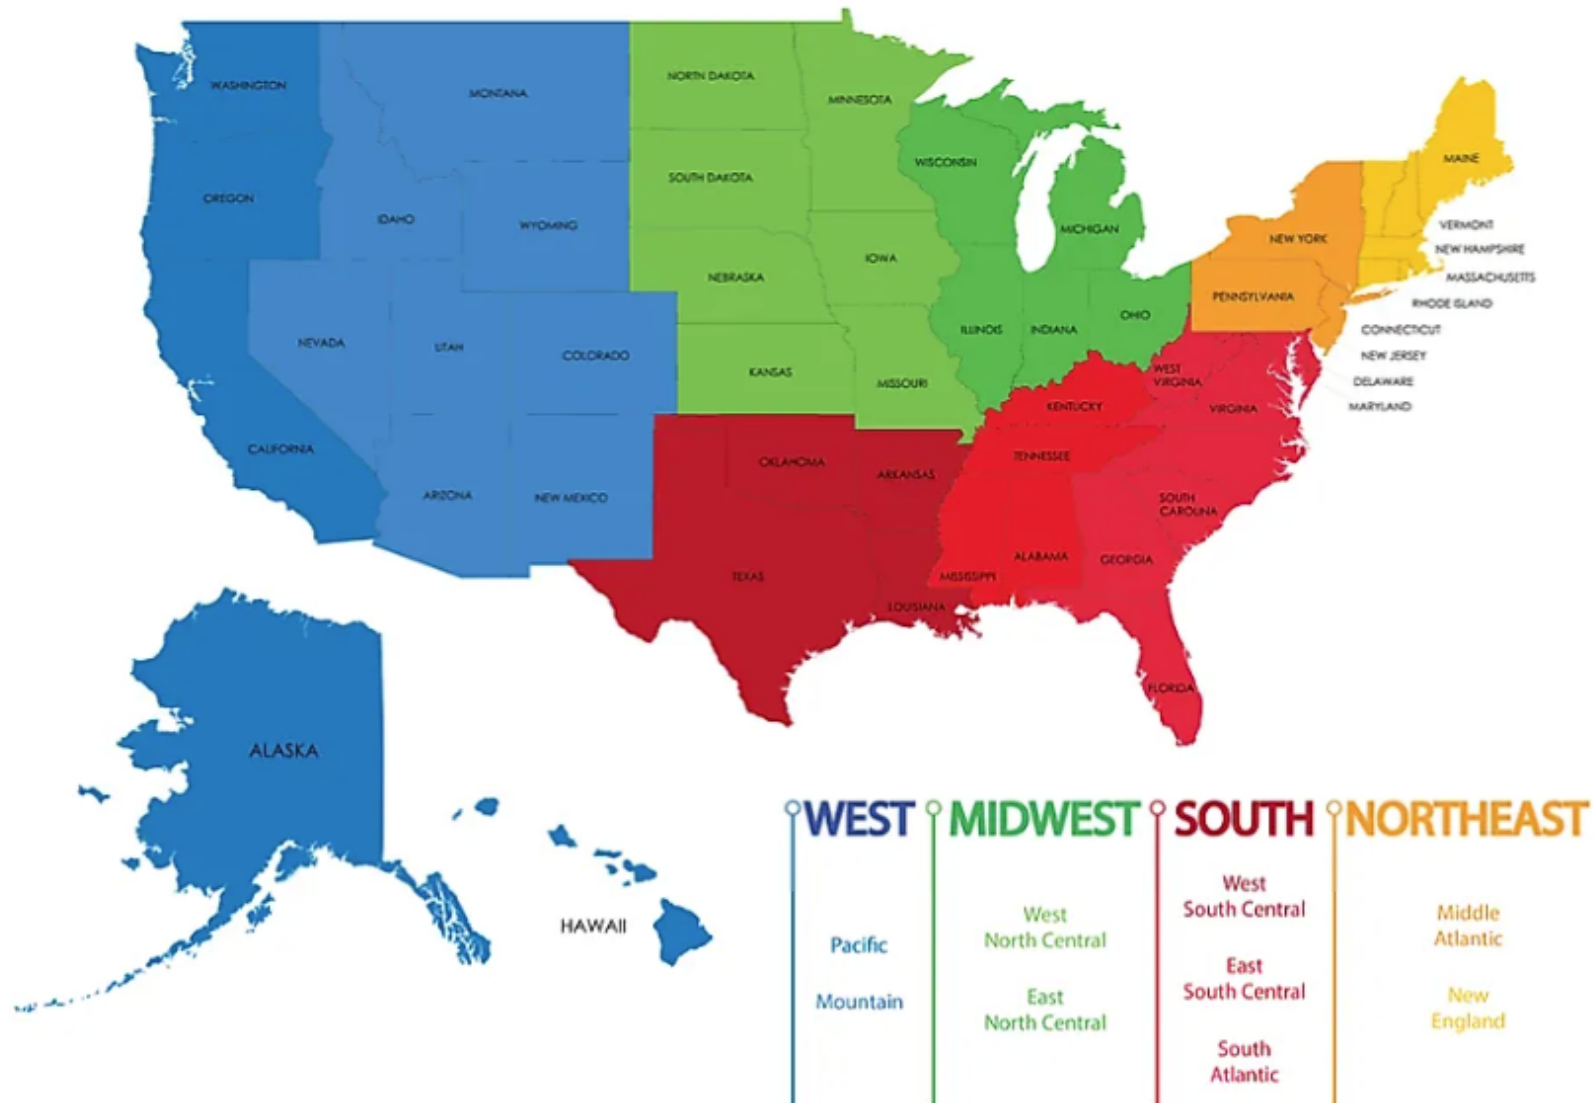 WASHINGTON
MONTANA
NORTH DAKOTA
MINNESOTA
WISCONSIN
MAINE
OREGON
IDAHO
WYOMING
SOUTH DAKOTA
IOWA
MICHIGAN
NEW YORK
VERMONT
NEW HAMPSHIRE
MASSACHUSETTS
RHODE ISLAND
CONNECTICUT
NEW JERSEY
DELAWARE
MARYLAND
NEBRASKA
PENNSYLVANIA
NEVADA
UTAH
COLORADO
KANSAS
MISSOURI
ILLINOIS
INDIANA
OHIO
WEST
VIRGINIA
VIRGINIA
KENTUCKY
CALIFORNIA
ARIZONA
NEW MEXICO
OKLAHOMA
ARKANSAS
TENNESSEE
SOUTH
CAROLINA
TEXAS
LOUISIANA
MISSISSIPPI
ALABAMA
GEORGIA
FLORIDA
ALASKA
HAWAII
WEST
Pacific
Mountain
MIDWEST
West
North Central
East
North Central
SOUTH
West
South Central
East
South Central
South
Atlantic
NORTHEAST
Middle
Atlantic
New
England